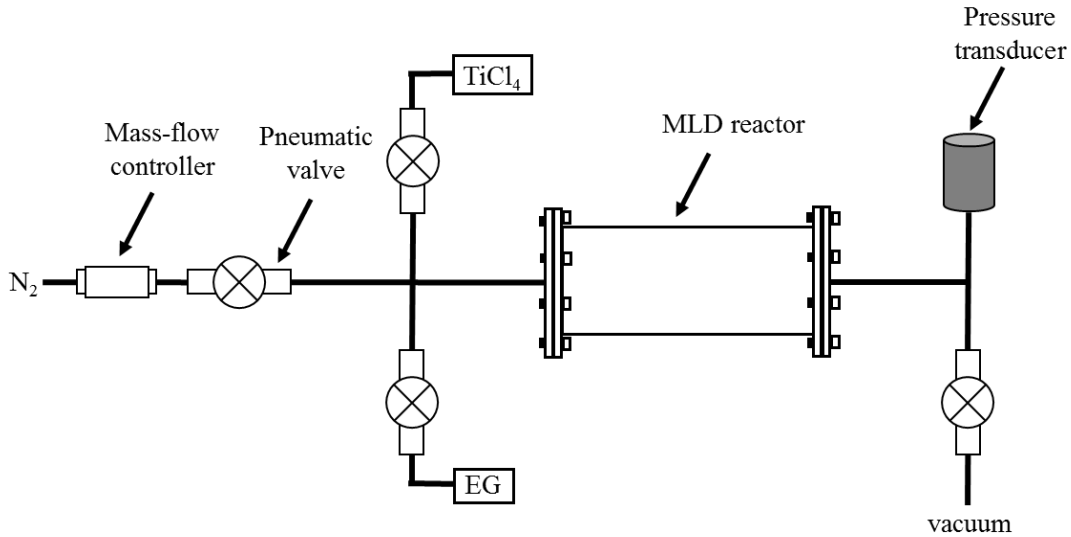 Pressure
transducer
TiCl₄
MLD reactor
Mass-flow
controller
Pneumatic
valve
N₂
EG
vacuum